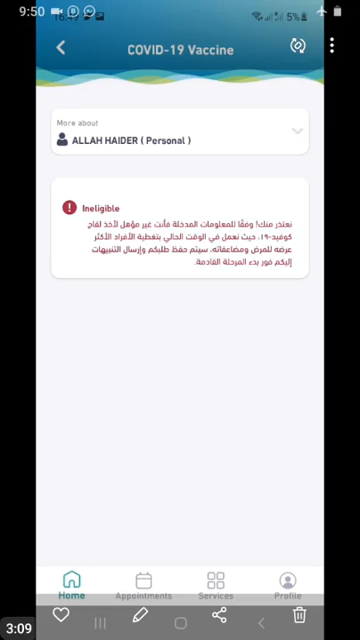 9:50
16:49
5%
COVID-19 Vaccine
More about
ALLAH HAIDER ( Personal )
Ineligible
نعتذر منك! وفقًا للمعلومات المدخلة فأنت غير مؤهل لأخذ لقاح
كوفيد-١٩، حيث نعمل في الوقت الحالي بتغطية الأفراد الأكثر
عرضه للمرض ومضاعفاته، سيتم حفظ طلبكم وإرسال التنبيهات
إليكم فور بدء المرحلة القادمة.
Home
Appointments
Services
Profile
3:09